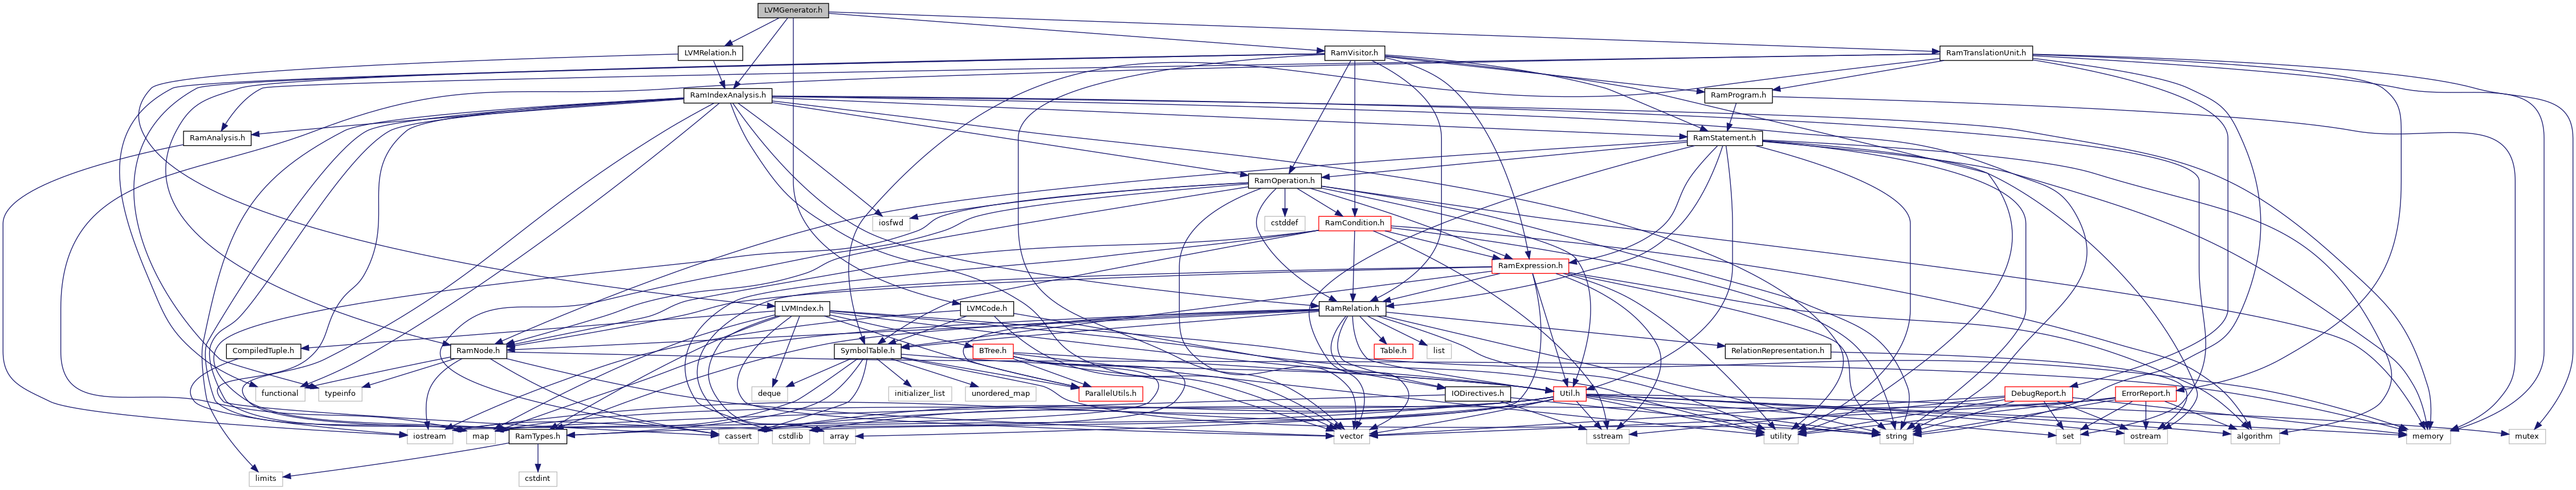 LVMGenerator.h
LVMRelation.h
RamVisitor.h
RamTranslationUnit.h
RamIndexAnalysis.h
RamProgram.h
RamAnalysis.h
RamStatement.h
RamOperation.h
iosfwd
cstddef
RamCondition.h
RamExpression.h
LVMIndex.h
LVMCode.h
RamRelation.h
CompiledTuple.h
RamNode.h
SymbolTable.h
BTree.h
Table.h
list
RelationRepresentation.h
functional
typeinfo
deque
initializer_list
unordered_map
ParallelUtils.h
IODirectives.h
Util.h
DebugReport.h
ErrorReport.h
iostream
map
RamTypes.h
cassert
cstdlib
array
vector
sstream
utility
string
set
ostream
algorithm
memory
mutex
limits
cstdint